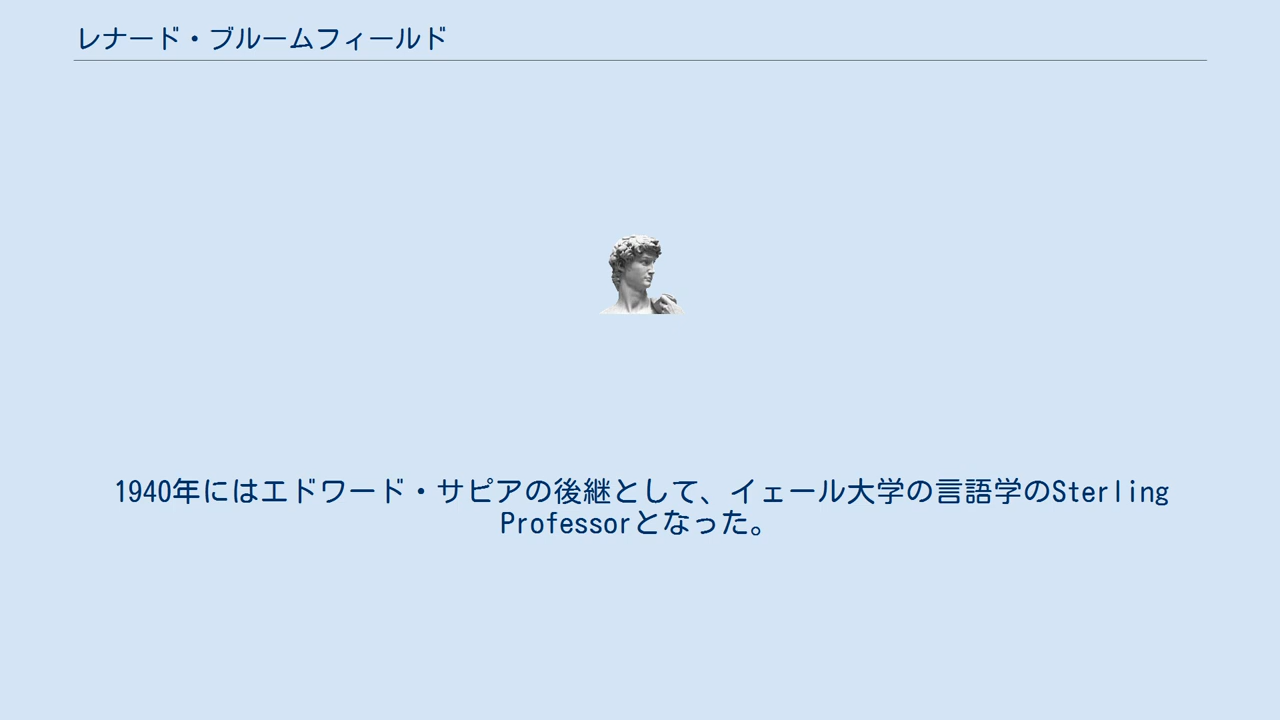 レナード・ブルームフィールド
1940年にはエドワード・サピアの後継として、イェール大学の言語学のSterling
Professorとなった。